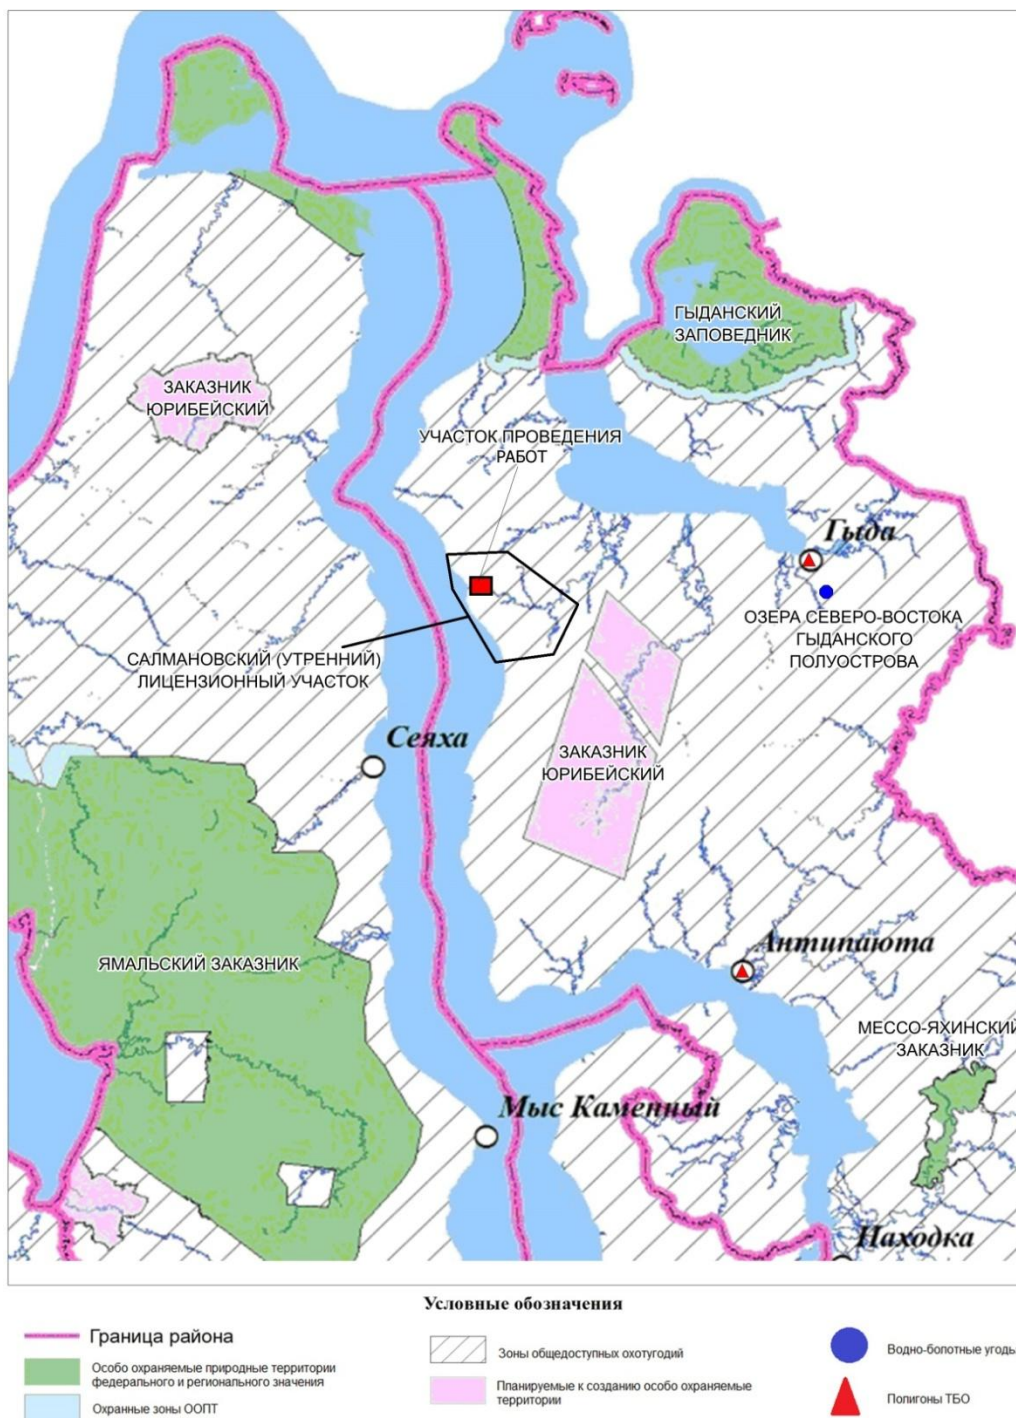 ГЫДАНСКИЙ
ЗАПОВЕДНИК
ЗАКАЗНИК
ЮРИБЕЙСКИЙ
УЧАСТОК ПРОВЕДЕНИЯ
РАБОТ
Гыда
ОЗЕРА СЕВЕРО-ВОСТОКА
ГЫДАНСКОГО
ПОЛУОСТРОВА
САЛМАНОВСКИЙ (УТРЕННИЙ)
ЛИЦЕНЗИОННЫЙ УЧАСТОК
Сеяха
ЗАКАЗНИК
ЮРИБЕЙСКИЙ
Антипаюта
ЯМАЛЬСКИЙ ЗАКАЗНИК
МЕССО-ЯХИНСКИЙ
ЗАКАЗНИК
Мыс Каменный
Находка
Условные обозначения
Граница района
Особо охраняемые природные территории
федерального и регионального значения
Охранные зоны ООПТ
Зоны общедоступных охотугодий
Планируемые к созданию особо охраняемые
территории
Водно-болотные угодья
Полигоны ТБО